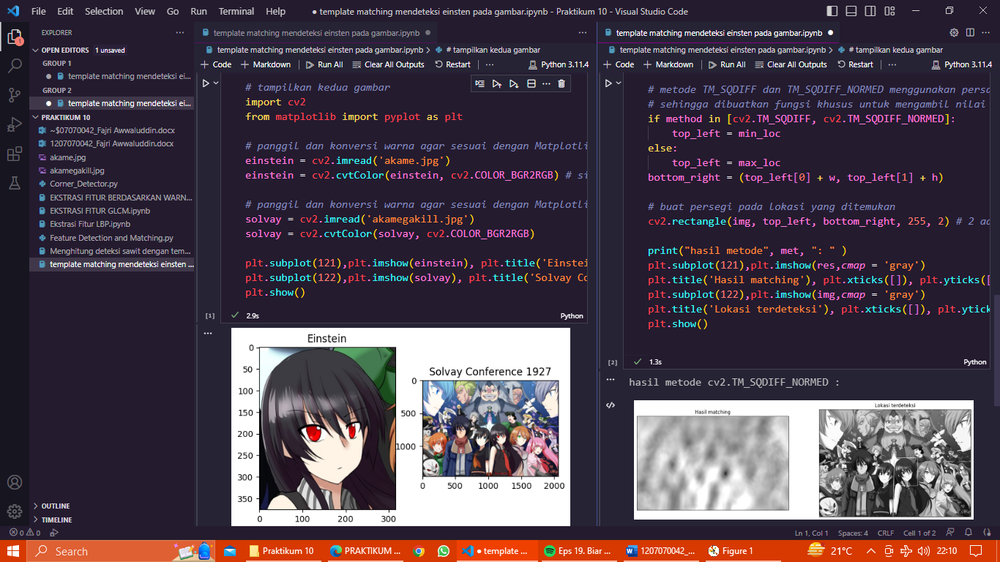 File Edit Selection View Go Run Terminal Help
● template matching mendeteksi einsten pada gambar.ipynb - Praktikum 10 - Visual Studio Code
EXPLORER
OPEN EDITORS 1 unsaved
GROUP 1
template matching mendeteksi ei...
GROUP 2
template matching mendeteksi ei...
PRAKTIKUM 10
~$07070042_Fajri Awwaluddin.docx
1207070042_Fajri Awwaluddin.docx
akame.jpg
akamegakill.jpg
Corner_Detector.py
EKSTRASI FITUR BERDASARKAN WARN...
EKSTRASI FITUR GLCM.ipynb
Ekstrasi Fitur LBP.ipynb
Feature Detection and Matching.py
Menghitung deteksi sawit dengan tem...
template matching mendeteksi einsten ...
OUTLINE
TIMELINE
template matching mendeteksi einsten pada gambar.ipynb ●
template matching mendeteksi einsten pada gambar.ipynb > # tampilkan kedua gambar
+ Code + Markdown Run All Clear All Outputs Restart ... Python 3.11.4
# tampilkan kedua gambar
import cv2
from matplotlib import pyplot as plt
# panggil dan konversi warna agar sesuai dengan Matplotli
einstein = cv2.imread('akame.jpg')
einstein = cv2.cvtColor(einstein, cv2.COLOR_BGR2RGB) # si
# panggil dan konversi warna agar sesuai dengan Matplotli
solvay = cv2.imread('akamegakill.jpg')
solvay = cv2.cvtColor(solvay, cv2.COLOR_BGR2RGB)
plt.subplot(121),plt.imshow(einstein), plt.title('Einstei
plt.subplot(122),plt.imshow(solvay), plt.title('Solvay Co
plt.show()
[1] 2.9s Python
Einstein
0
50
100
150
200
250
300
350
0 100 200 300
Solvay Conference 1927
0
500
1000
0 500 1000 1500 2000
template matching mendeteksi einsten pada gambar.ipynb ●
template matching mendeteksi einsten pada gambar.ipynb > # tampilkan kedua gambar
+ Code + Markdown Run All Clear All Outputs Restart ... Python 3.11.4
# metode TM_SQDIFF dan TM_SQDIFF_NORMED menggunakan persa
# sehingga dibuatkan fungsi khusus untuk mengambil nilai
if method in [cv2.TM_SQDIFF, cv2.TM_SQDIFF_NORMED]:
top_left = min_loc
else:
top_left = max_loc
bottom_right = (top_left[0] + w, top_left[1] + h)
# buat persegi pada lokasi yang ditemukan
cv2.rectangle(img, top_left, bottom_right, 255, 2) # 2 ad
print("hasil metode", met, ": " )
plt.subplot(121),plt.imshow(res,cmap = 'gray')
plt.title('Hasil matching'), plt.xticks([]), plt.yticks([
plt.subplot(122),plt.imshow(img,cmap = 'gray')
plt.title('Lokasi terdeteksi'), plt.xticks([]), plt.ytick
plt.show()
[2] 1.3s Python
hasil metode cv2.TM_SQDIFF_NORMED :
Hasil matching
Lokasi terdeteksi
0 0 Ln 1, Col 1 Spaces: 4 CRLF Cell 1 of 2
Search Praktikum 10 PRAKTIKUM ... ● template ... Eps 19. Biar ... 1207070042_... Figure 1 21°C 22:10